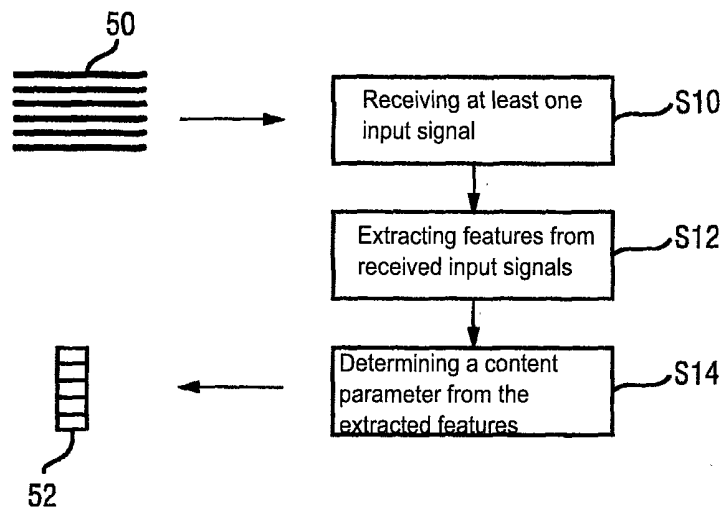 50
Receiving at least one
input signal
S10
Extracting features from
received input signals
S12
Determining a content
parameter from the
extracted features
S14
52